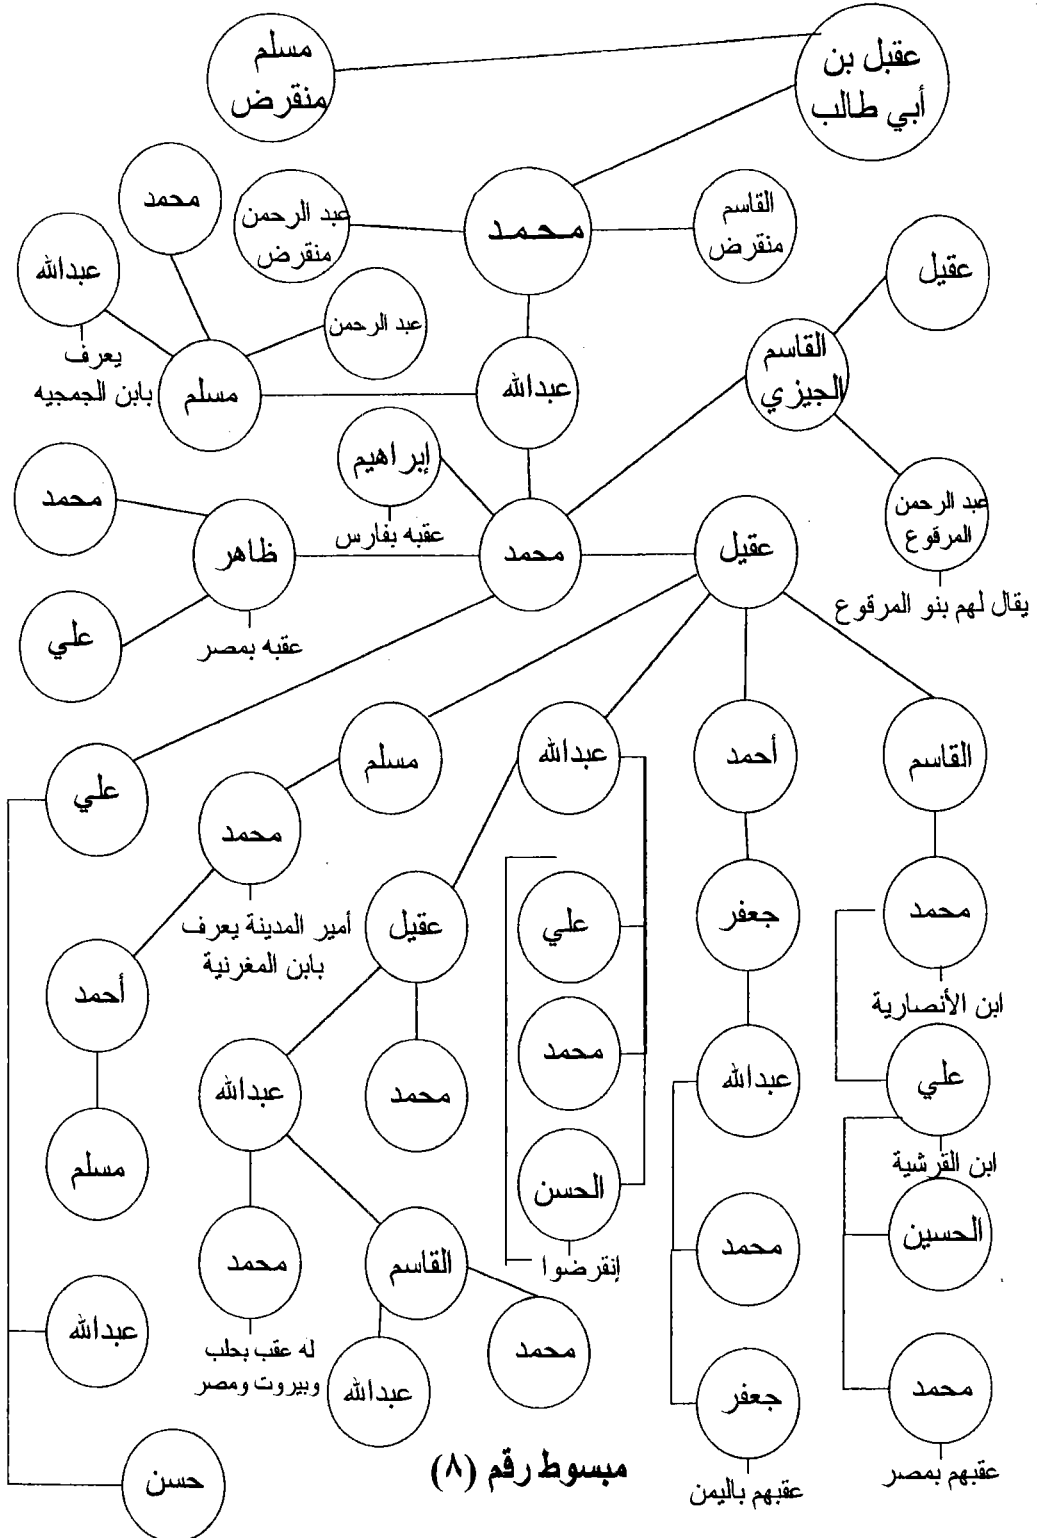 عقبل بن
أبي طالب
مسلم
منقرض
القاسم
منقرض
محمد
عبد الرحمن
منقرض
محمد
عبدالله
يعرف
بابن الجمجيه
عبد الرحمن
مسلم
عبدالله
عقيل
القاسم
الجيزي
عبد الرحمن
المرقوع
يقال لهم بنو المرقوع
إبراهيم
عقبه بفارس
محمد
عقيل
ظاهر
عقبه بمصر
محمد
علي
القاسم
أحمد
عبدالله
مسلم
علي
محمد
ابن الأنصارية
جعفر
علي
عقيل
محمد
أمير المدينة يعرف
بابن المغرنية
أحمد
علي
ابن القرشية
عبدالله
محمد
محمد
عبدالله
مسلم
الحسين
محمد
الحسن
إنقرضوا
القاسم
محمد
له عقب بحلب
وبيروت ومصر
عبدالله
محمد
عقبهم بمصر
جعفر
عقبهم باليمن
محمد
عبدالله
حسن
مبسوط رقم (٨)